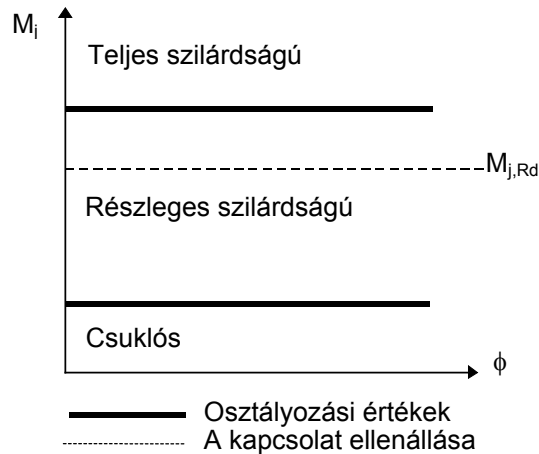 Mj
Teljes szilárdságú
Mj,Rd
Részleges szilárdságú
Csuklós
ϕ
Osztályozási értékek
A kapcsolat ellenállása